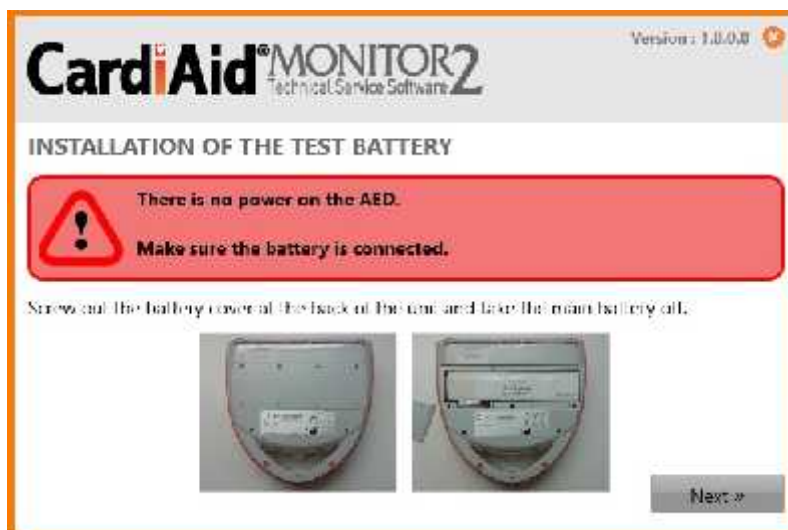 Version : 1.0.0.0
CardiAid® MONITOR2
Technical Service Software
INSTALLATION OF THE TEST BATTERY
There is no power on the AED.
Make sure the battery is connected.
Screw out the battery cover at the back of the unit and take the main battery off.
Next »